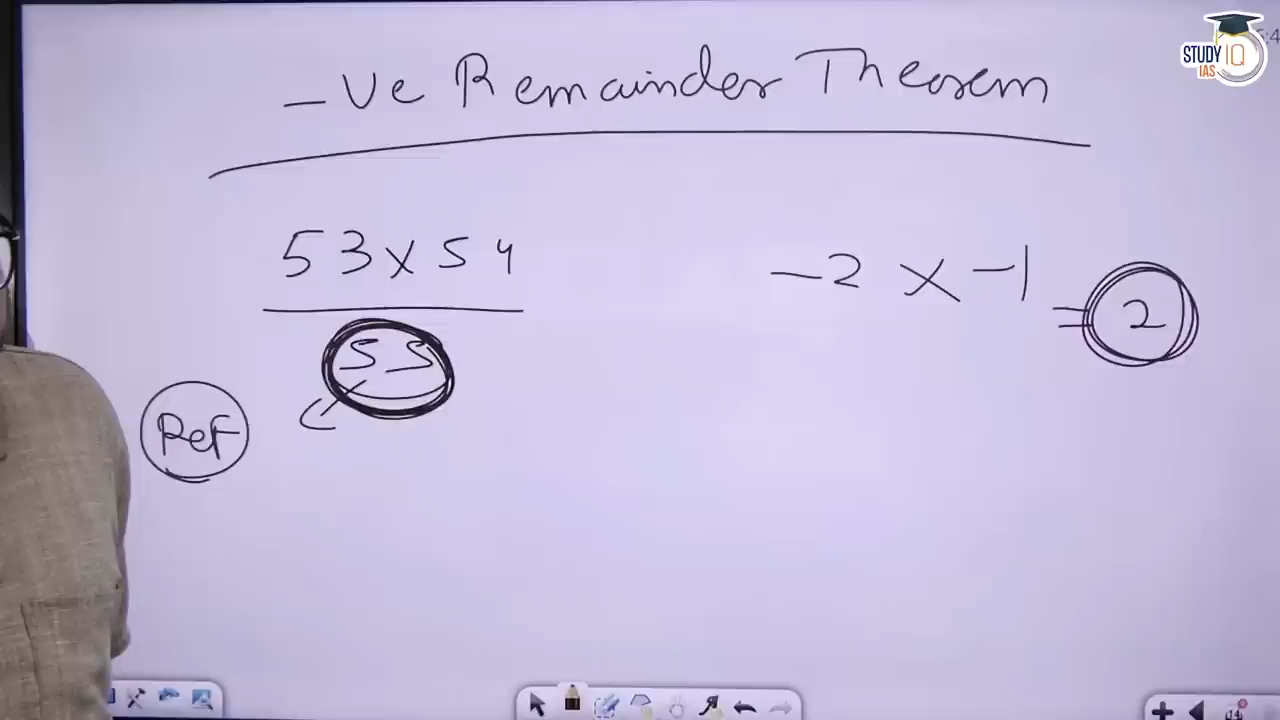 -Ve Remainder Theorem
53 x 54
55
-2 x -1
= 2
Ref
STUDY IQ
IAS